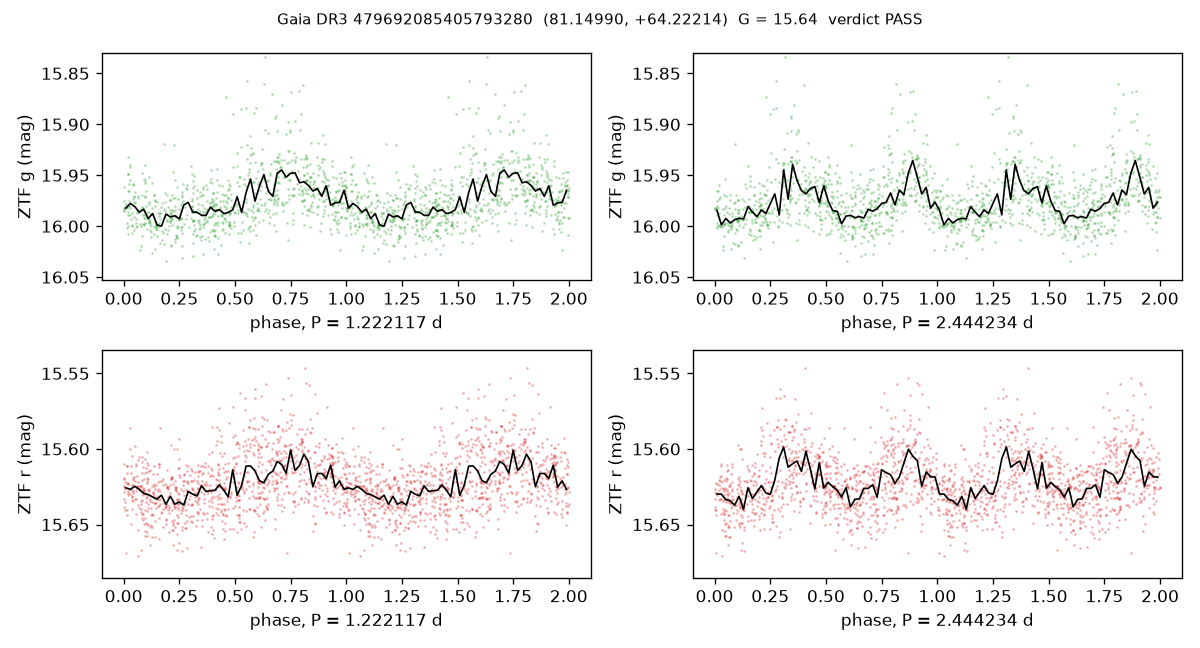 Gaia DR3 479692085405793280  (81.14990, +64.22214)  G = 15.64  verdict PASS
ZTF g (mag)
15.85
15.90
15.95
16.00
16.05
0.00 0.25 0.50 0.75 1.00 1.25 1.50 1.75 2.00
phase, P = 1.222117 d
ZTF g (mag)
15.85
15.90
15.95
16.00
16.05
0.00 0.25 0.50 0.75 1.00 1.25 1.50 1.75 2.00
phase, P = 2.444234 d
ZTF r (mag)
15.55
15.60
15.65
0.00 0.25 0.50 0.75 1.00 1.25 1.50 1.75 2.00
phase, P = 1.222117 d
ZTF r (mag)
15.55
15.60
15.65
0.00 0.25 0.50 0.75 1.00 1.25 1.50 1.75 2.00
phase, P = 2.444234 d